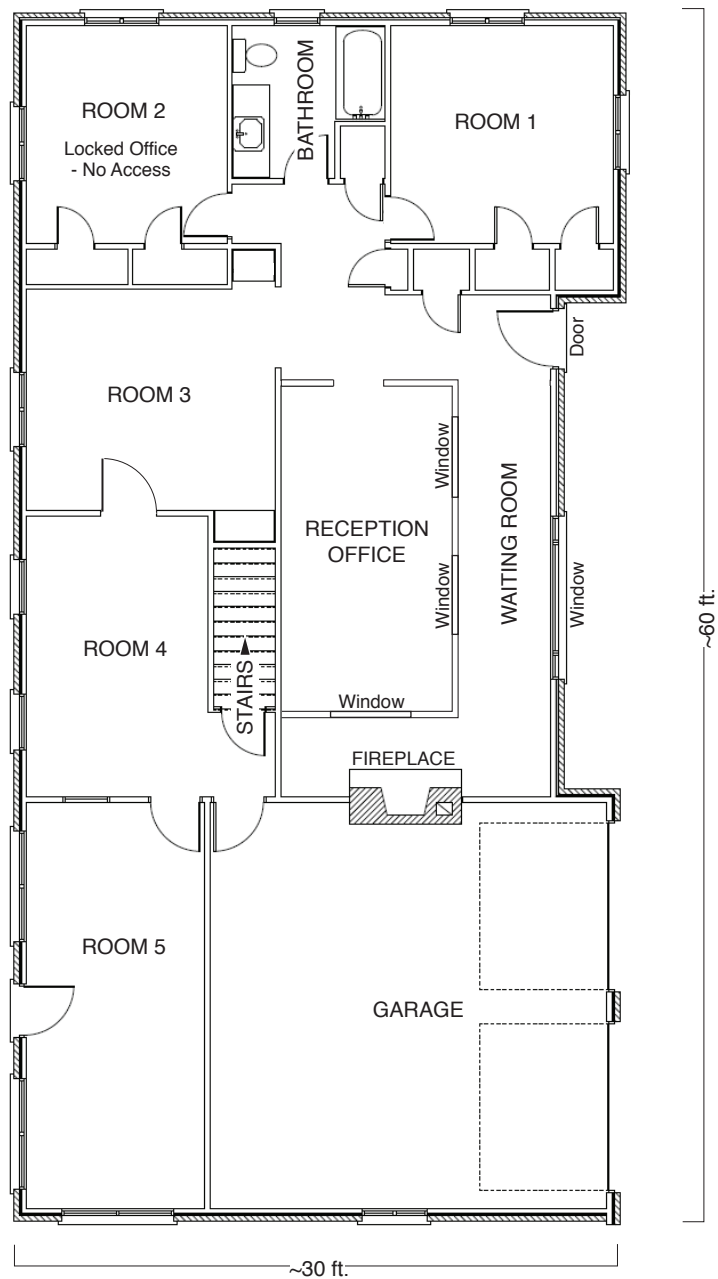 ROOM 2
Locked Office
- No Access
BATHROOM
ROOM 1
Door
ROOM 3
Window
RECEPTION
OFFICE
WAITING ROOM
Window
Window
ROOM 4
STAIRS
Window
FIREPLACE
~60 ft.
ROOM 5
GARAGE
~30 ft.